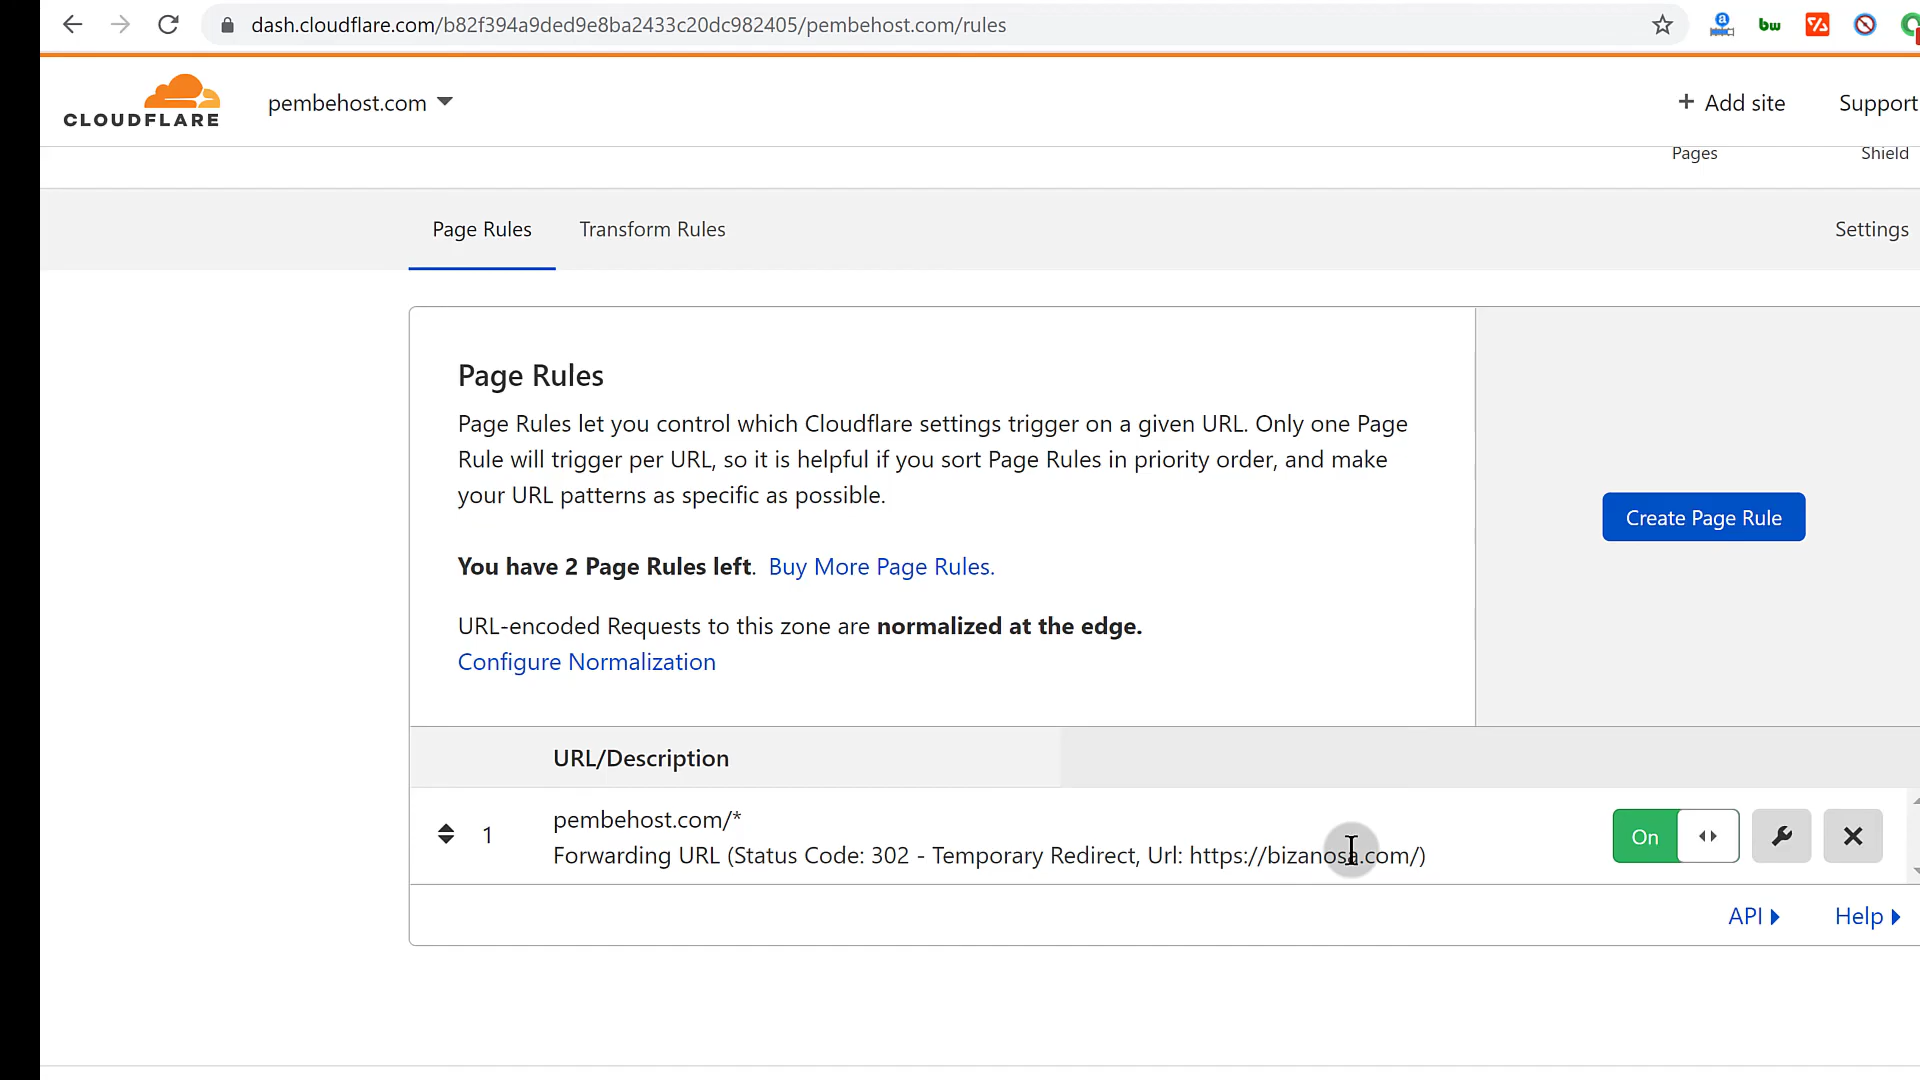 dash.cloudflare.com/b82f394a9ded9e8ba2433c20dc982405/pembehost.com/rules
a
bw
CLOUDFLARE
pembehost.com
+ Add site
Support
Pages
Shield
Page Rules
Transform Rules
Settings
Page Rules
Page Rules let you control which Cloudflare settings trigger on a given URL. Only one Page
Rule will trigger per URL, so it is helpful if you sort Page Rules in priority order, and make
your URL patterns as specific as possible.
Create Page Rule
You have 2 Page Rules left. Buy More Page Rules.
URL-encoded Requests to this zone are normalized at the edge.
Configure Normalization
URL/Description
1
pembehost.com/*
Forwarding URL (Status Code: 302 - Temporary Redirect, Url: https://bizanosa.com/)
On
API
Help